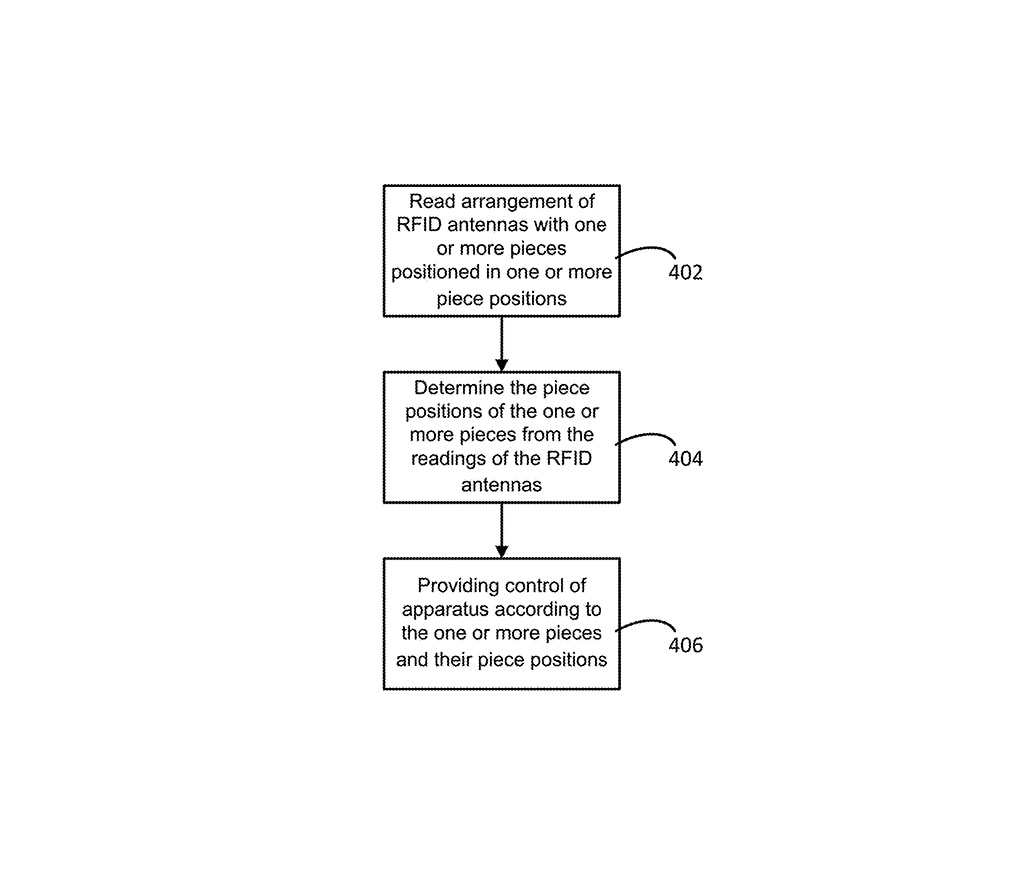 Read arrangement of
RFID antennas with one
or more pieces
positioned in one or more
piece positions
402
Determine the piece
positions of the one or
more pieces from the
readings of the RFID
antennas
404
Providing control of
apparatus according to
the one or more pieces
and their piece positions
406